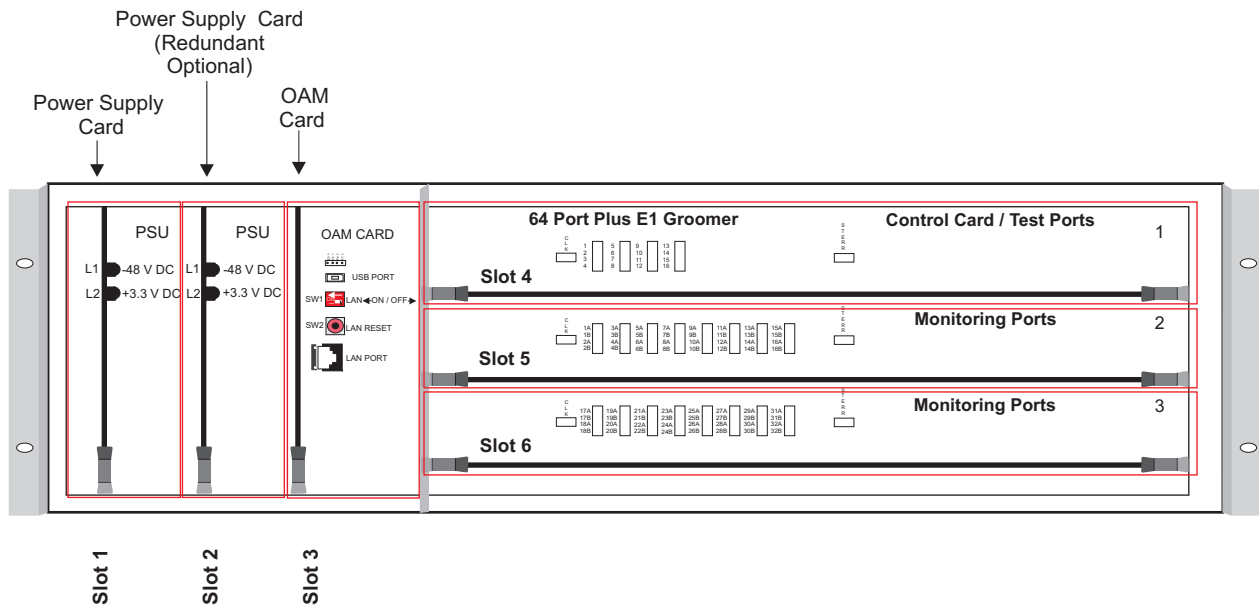 Power Supply Card
(Redundant
Optional)
Power Supply
Card
OAM
Card
PSU
L1 -48 V DC
L2 +3.3 V DC
PSU
L1 -48 V DC
L2 +3.3 V DC
OAM CARD
USB PORT
SW1 LAN ON / OFF
SW2 LAN RESET
LAN PORT
64 Port Plus E1 Groomer
Control Card / Test Ports
1
CLK
1 5 9 13
2 6 10 14
3 7 11 15
4 8 12 16
STERR
Slot 4
Monitoring Ports
2
CLK
1A 3A 5A 7A 9A 11A 13A 15A
1B 3B 5B 7B 9B 11B 13B 15B
2A 4A 6A 8A 10A 12A 14A 16A
2B 4B 6B 8B 10B 12B 14B 16B
STERR
Slot 5
Monitoring Ports
3
CLK
17A 19A 21A 23A 25A 27A 29A 31A
17B 19B 21B 23B 25B 27B 29B 31B
18A 20A 22A 24A 26A 28A 30A 32A
18B 20B 22B 24B 26B 28B 30B 32B
STERR
Slot 6
Slot 1
Slot 2
Slot 3